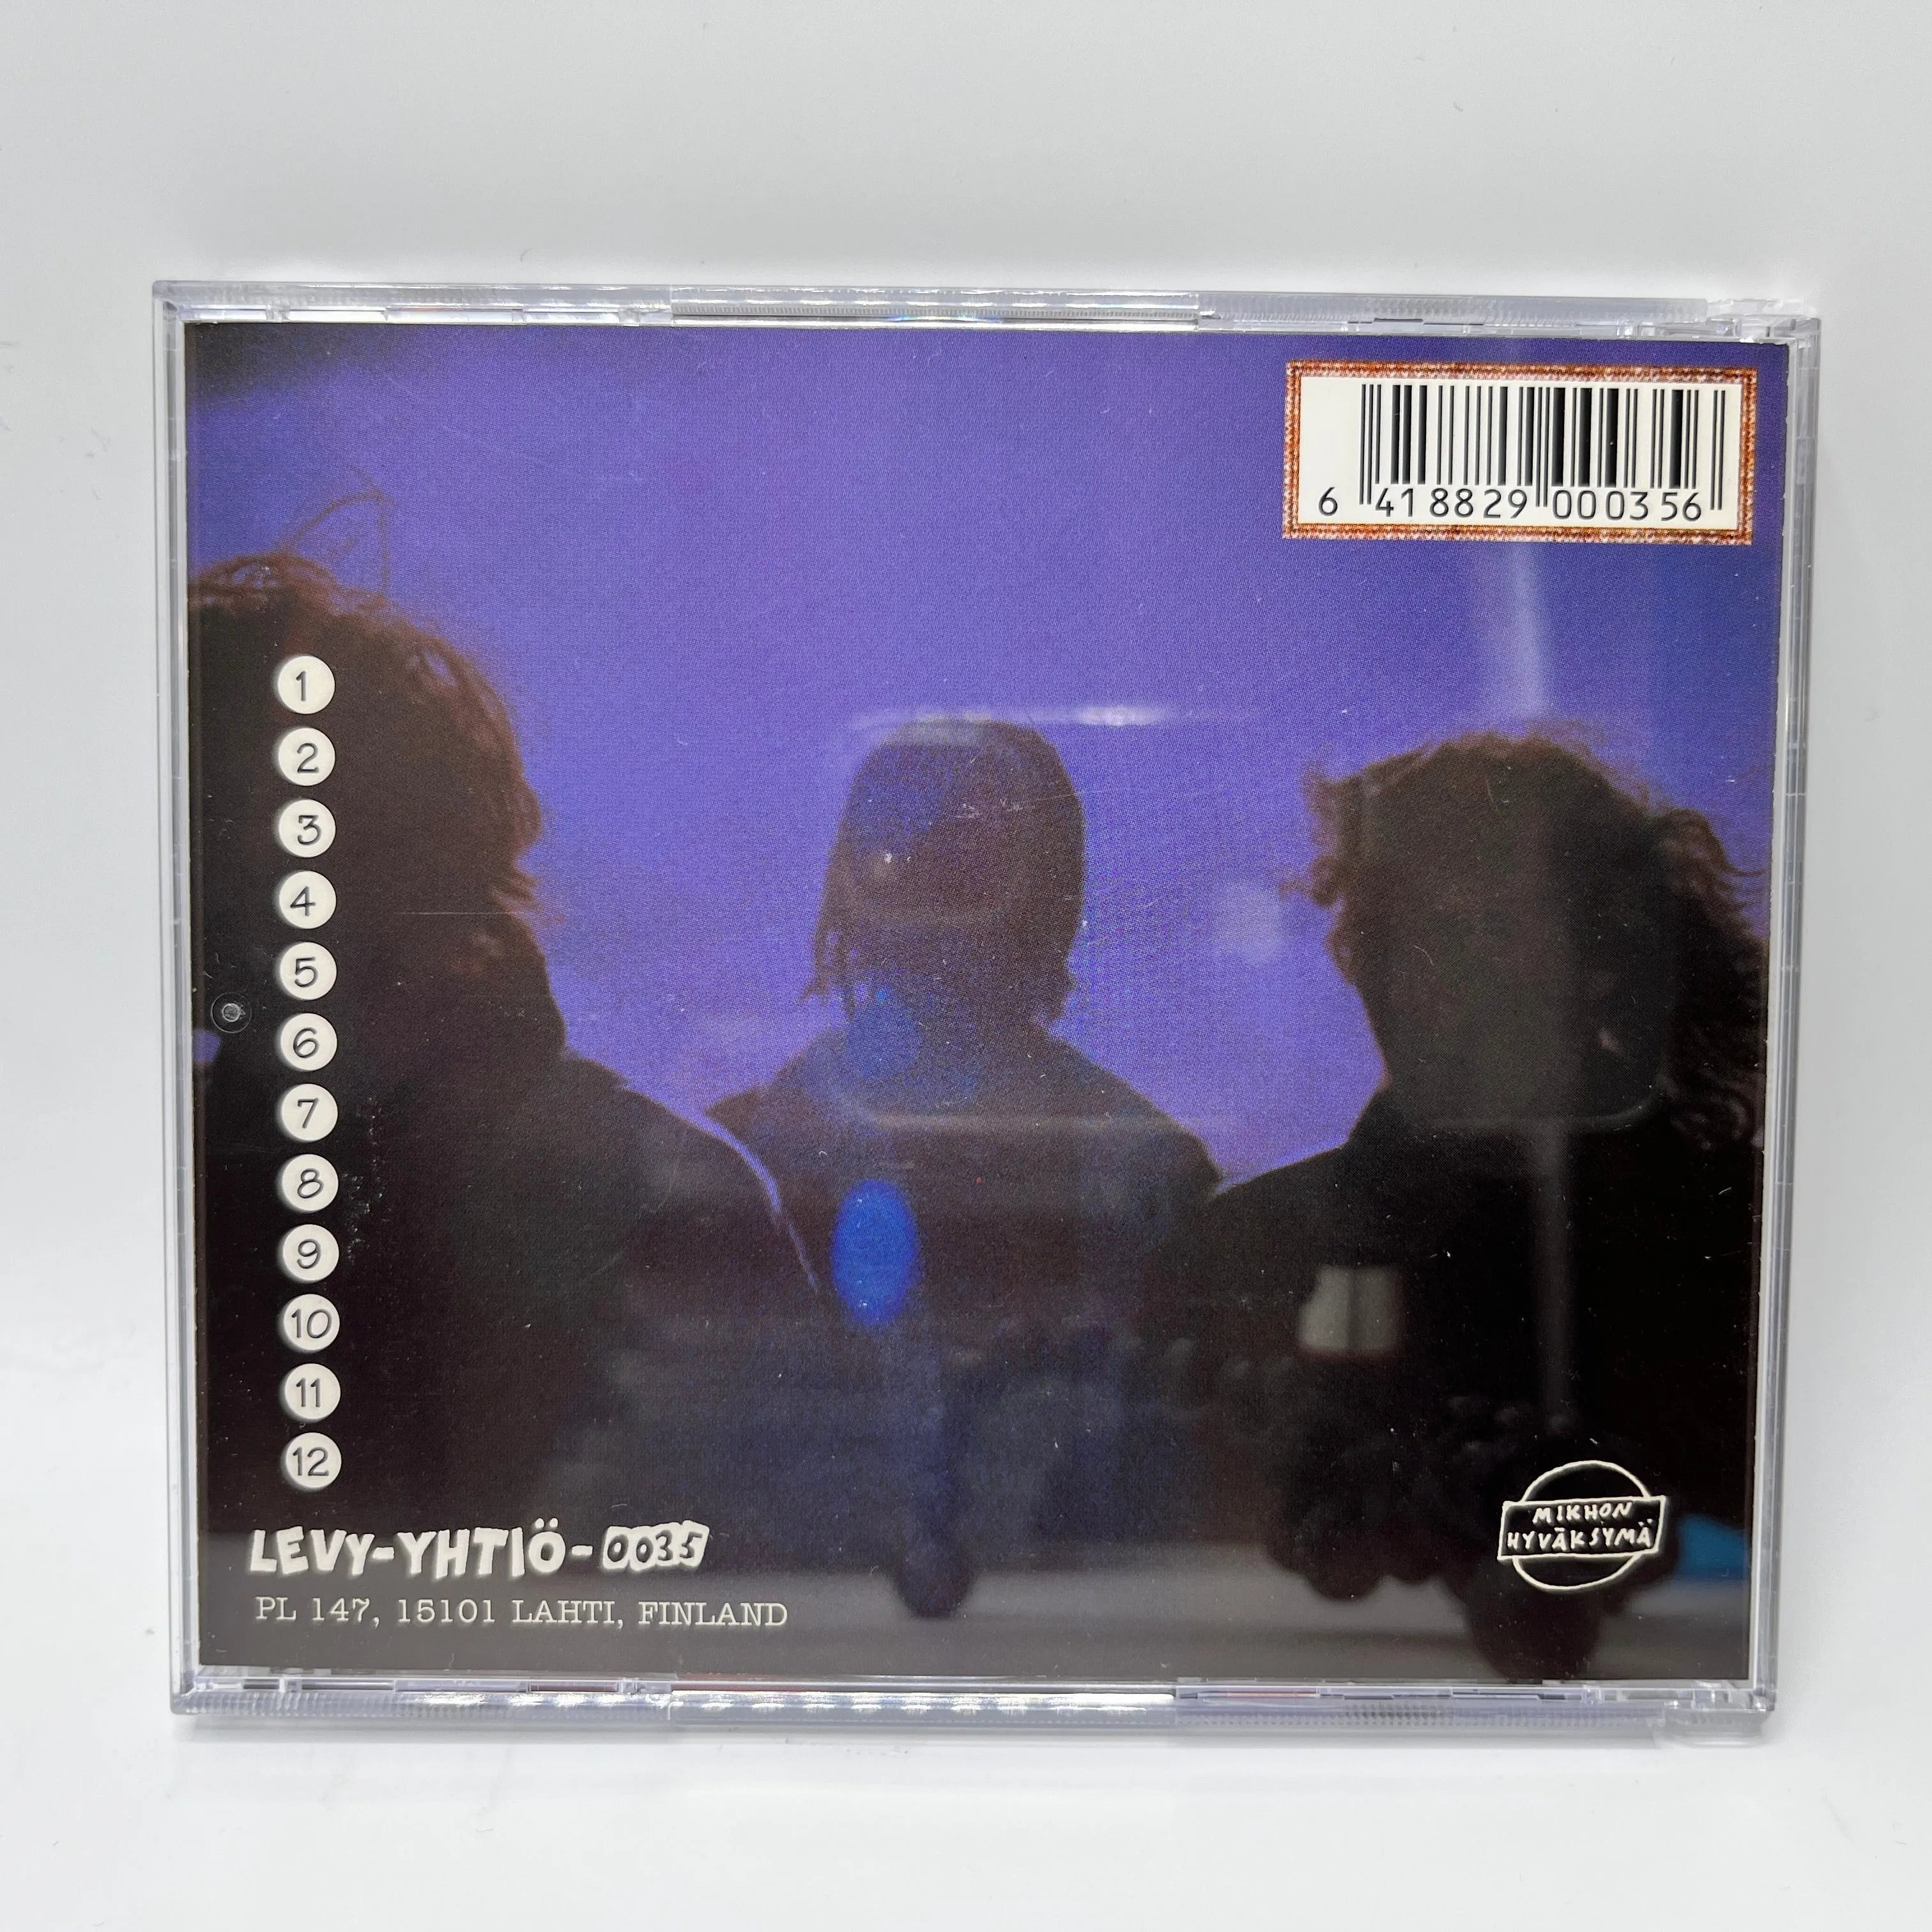 6 418829 000356
1
2
3
4
5
6
7
8
9
10
11
12
LEVY-YHTIÖ-0035
PL 147, 15101 LAHTI, FINLAND
MIKHON
HYVÄKSYMÄ